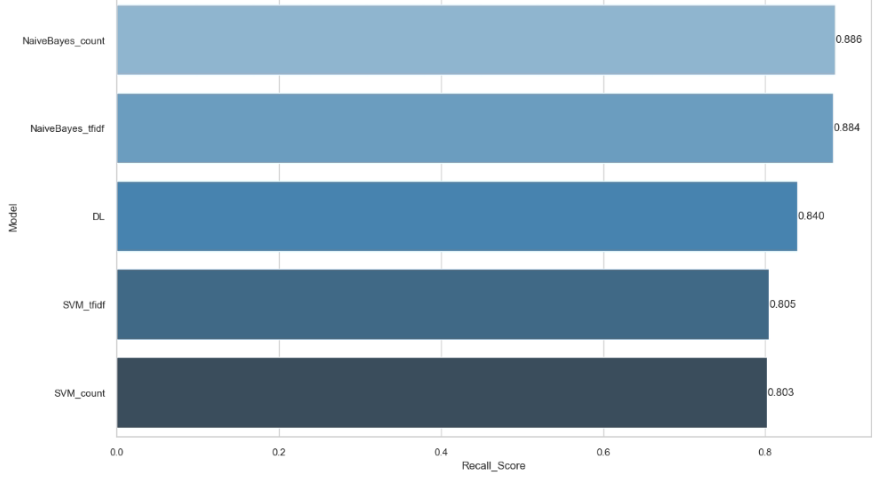 NaiveBayes_count 0.886
NaiveBayes_tfidf 0.884
DL 0.840
SVM_tfidf 0.805
SVM_count 0.803
Model
0.0 0.2 0.4 0.6 0.8
Recall_Score